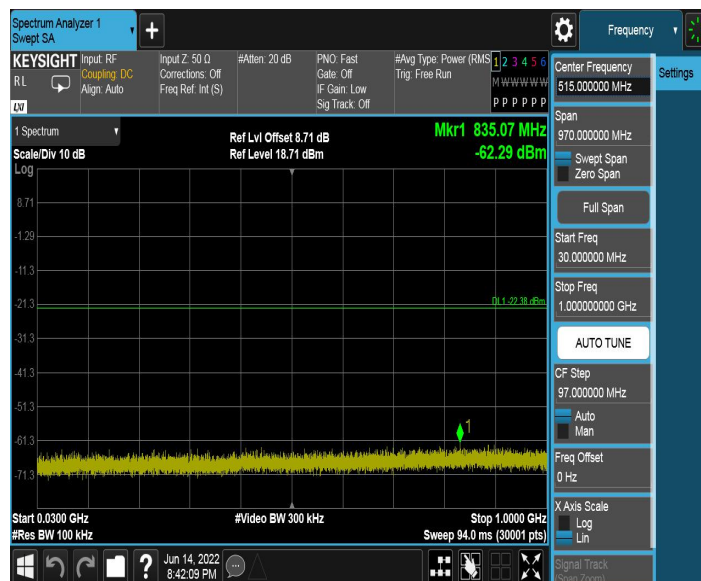 Spectrum Analyzer 1
Swept SA
+
Frequency
KEYSIGHT
RL
LXI
Input: RF
Coupling: DC
Align: Auto
Input Z: 50 Ω
Corrections: Off
Freq Ref: Int (S)
#Atten: 20 dB
PNO: Fast
Gate: Off
IF Gain: Low
Sig Track: Off
#Avg Type: Power (RMS
Trig: Free Run
1 2 3 4 5 6
M W W W W W
P P P P P P
1 Spectrum
Scale/Div 10 dB
Ref Lvl Offset 8.71 dB
Ref Level 18.71 dBm
Mkr1 835.07 MHz
-62.29 dBm
Log
8.71
-1.29
-11.3
-21.3
-31.3
-41.3
-51.3
-61.3
-71.3
DL1 -22.38 dBm
1
Start 0.0300 GHz
#Res BW 100 kHz
#Video BW 300 kHz
Stop 1.0000 GHz
Sweep 94.0 ms (30001 pts)
?
Jun 14, 2022
8:42:09 PM
Center Frequency
515.000000 MHz
Span
970.000000 MHz
Swept Span
Zero Span
Full Span
Start Freq
30.000000 MHz
Stop Freq
1.000000000 GHz
AUTO TUNE
CF Step
97.000000 MHz
Auto
Man
Freq Offset
0 Hz
X Axis Scale
Log
Lin
Signal Track
(Span Zoom)
Settings